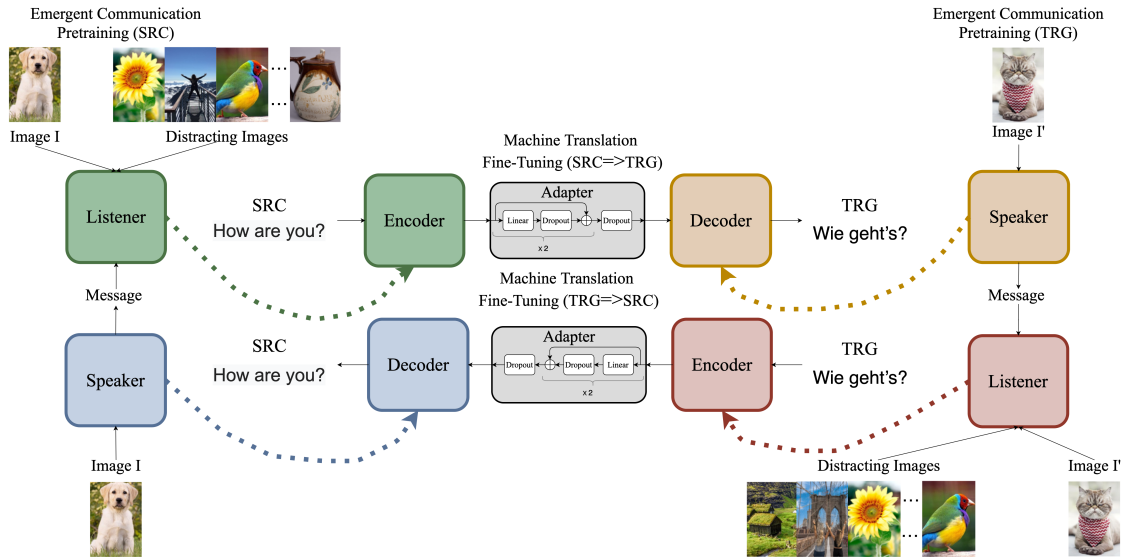 Emergent Communication
Pretraining (SRC)
Emergent Communication
Pretraining (TRG)
...
...
Image I
Distracting Images
Image I'
Machine Translation
Fine-Tuning (SRC=>TRG)
Listener
SRC
How are you?
Encoder
Adapter
Linear
Dropout
Dropout
x 2
Decoder
TRG
Wie geht's?
Speaker
Message
Machine Translation
Fine-Tuning (TRG=>SRC)
Message
Speaker
SRC
How are you?
Decoder
Adapter
Dropout
Dropout
Linear
x 2
Encoder
TRG
Wie geht's?
Listener
Image I
Distracting Images
Image I'
...
...